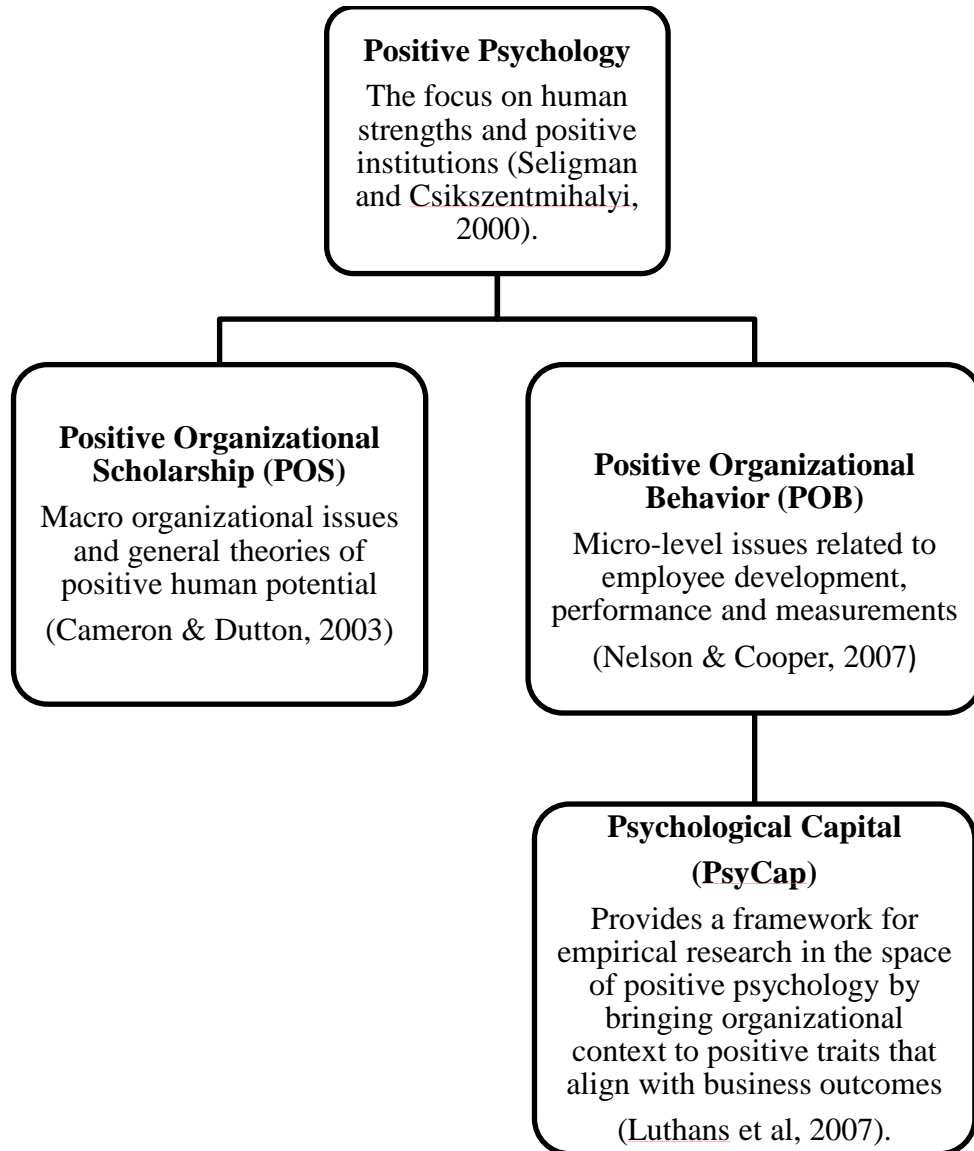 Positive Psychology
The focus on human
strengths and positive
institutions (Seligman
and Csikszentmihalyi,
2000).
Positive Organizational
Scholarship (POS)
Macro organizational issues
and general theories of
positive human potential
(Cameron & Dutton, 2003)
Positive Organizational
Behavior (POB)
Micro-level issues related to
employee development,
performance and measurements
(Nelson & Cooper, 2007)
Psychological Capital
(PsyCap)
Provides a framework for
empirical research in the space
of positive psychology by
bringing organizational
context to positive traits that
align with business outcomes
(Luthans et al, 2007).